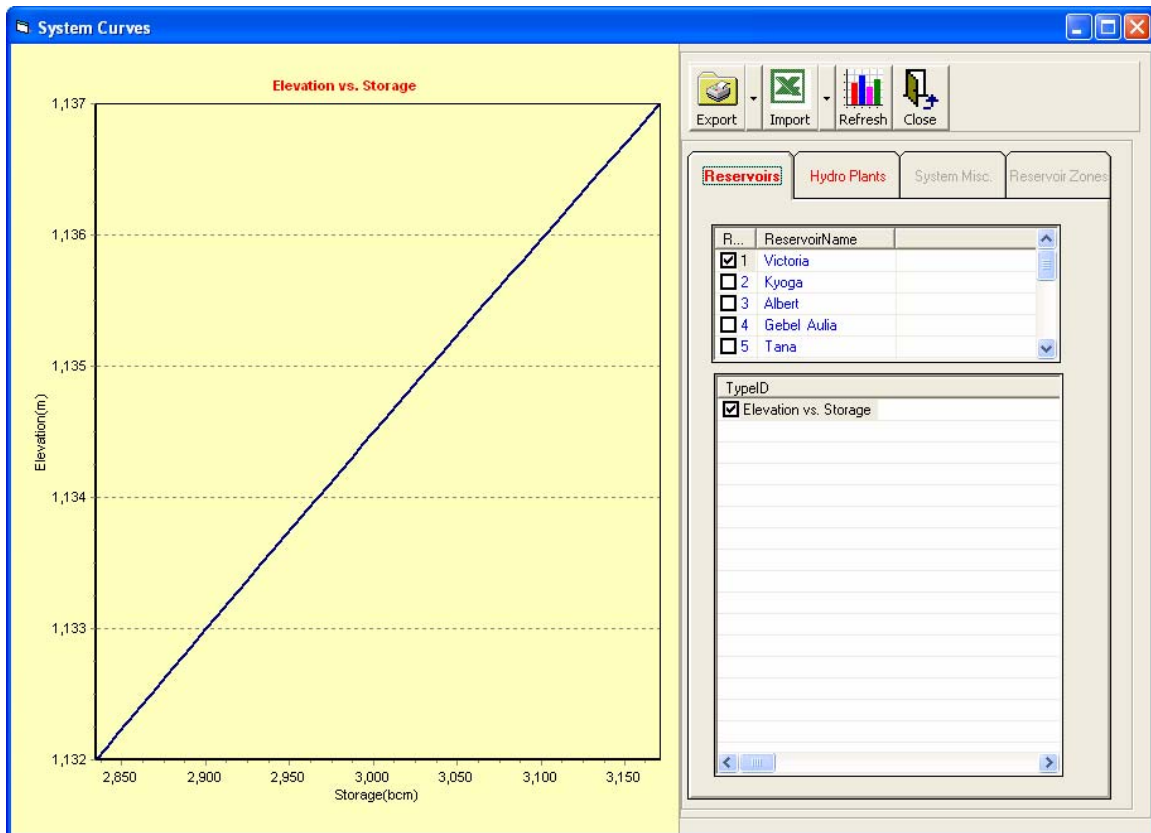 System Curves
Elevation vs. Storage
1,137
1,136
1,135
1,134
1,133
1,132
Elevation(m)
2,850 2,900 2,950 3,000 3,050 3,100 3,150
Storage(bcm)
Export Import Refresh Close
Reservoirs Hydro Plants System Misc. Reservoir Zones
R... ReservoirName
1 Victoria
2 Kyoga
3 Albert
4 Gebel Aulia
5 Tana
TypeID
Elevation vs. Storage